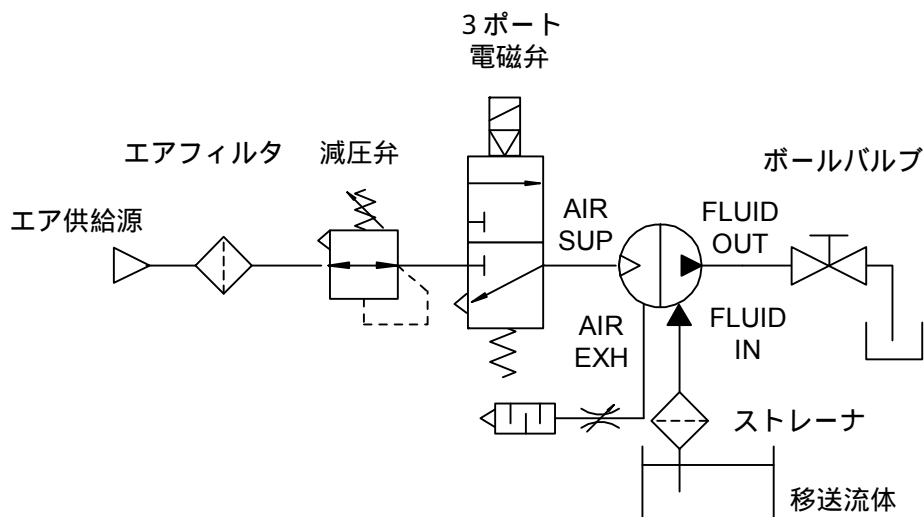 3ポート
電磁弁
エアフィルタ
減圧弁
ボールバルブ
エア供給源
AIR
SUP
FLUID
OUT
AIR
EXH
FLUID
IN
ストレーナ
移送流体